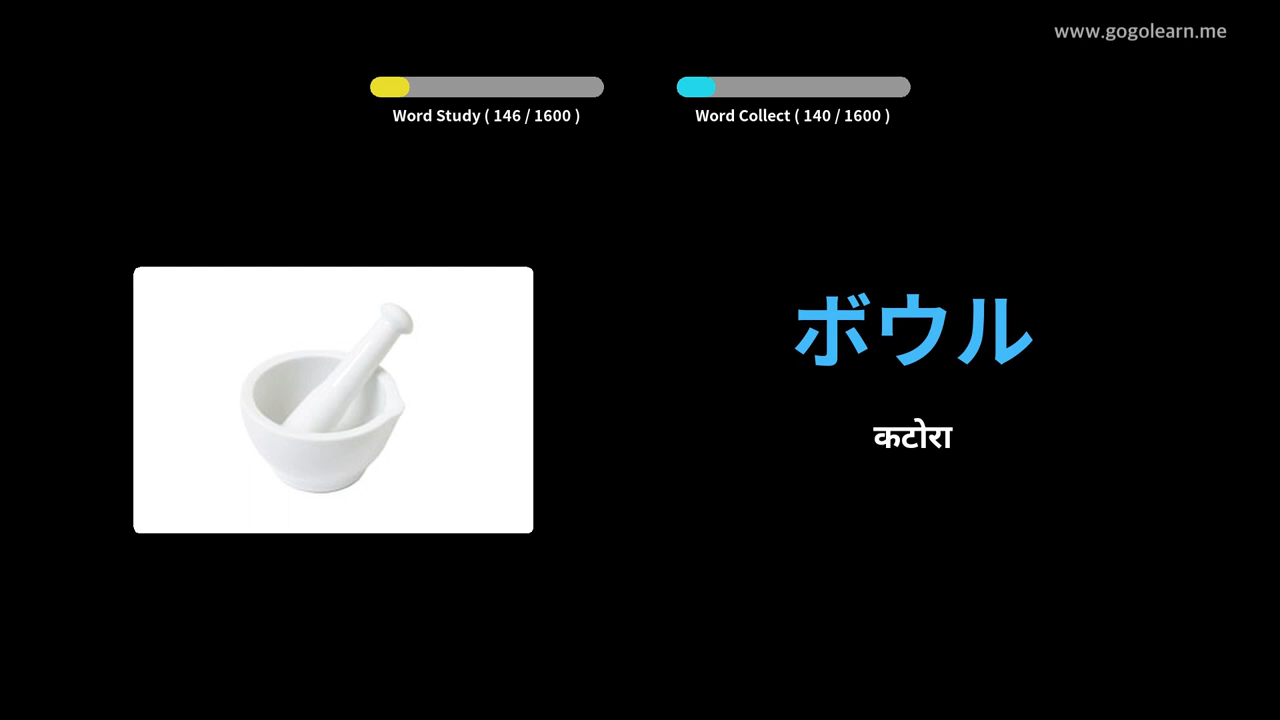 www.gogolearn.me
Word Study ( 146 / 1600 )
Word Collect ( 140 / 1600 )
ボウル
कटोरा